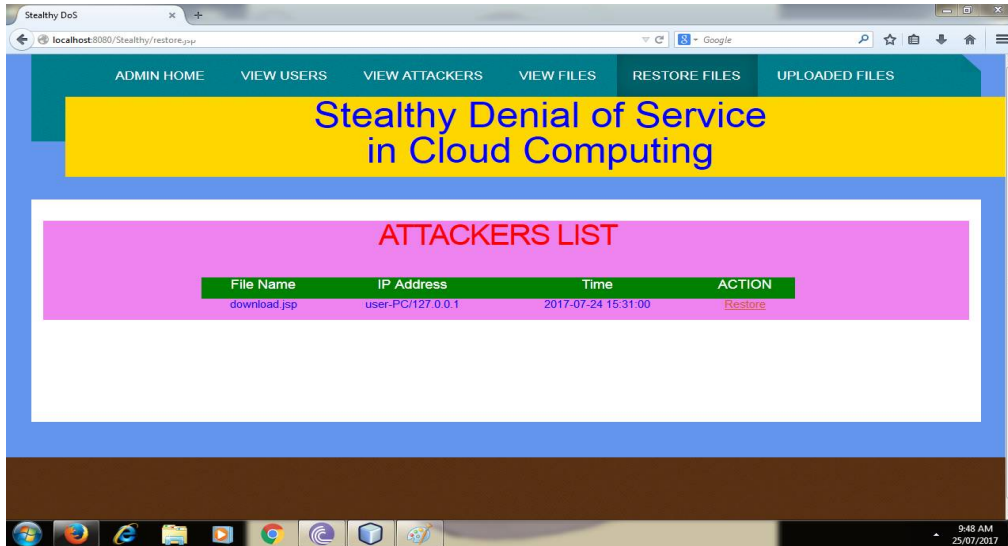 Stealthy DoS
localhost:8080/Stealthy/restore.jsp
Google
ADMIN HOME VIEW USERS VIEW ATTACKERS VIEW FILES RESTORE FILES UPLOADED FILES
Stealthy Denial of Service
in Cloud Computing
ATTACKERS LIST
File Name IP Address Time ACTION
download.jsp user-PC/127.0.0.1 2017-07-24 15:31:00 Restore
9:48 AM
25/07/2017